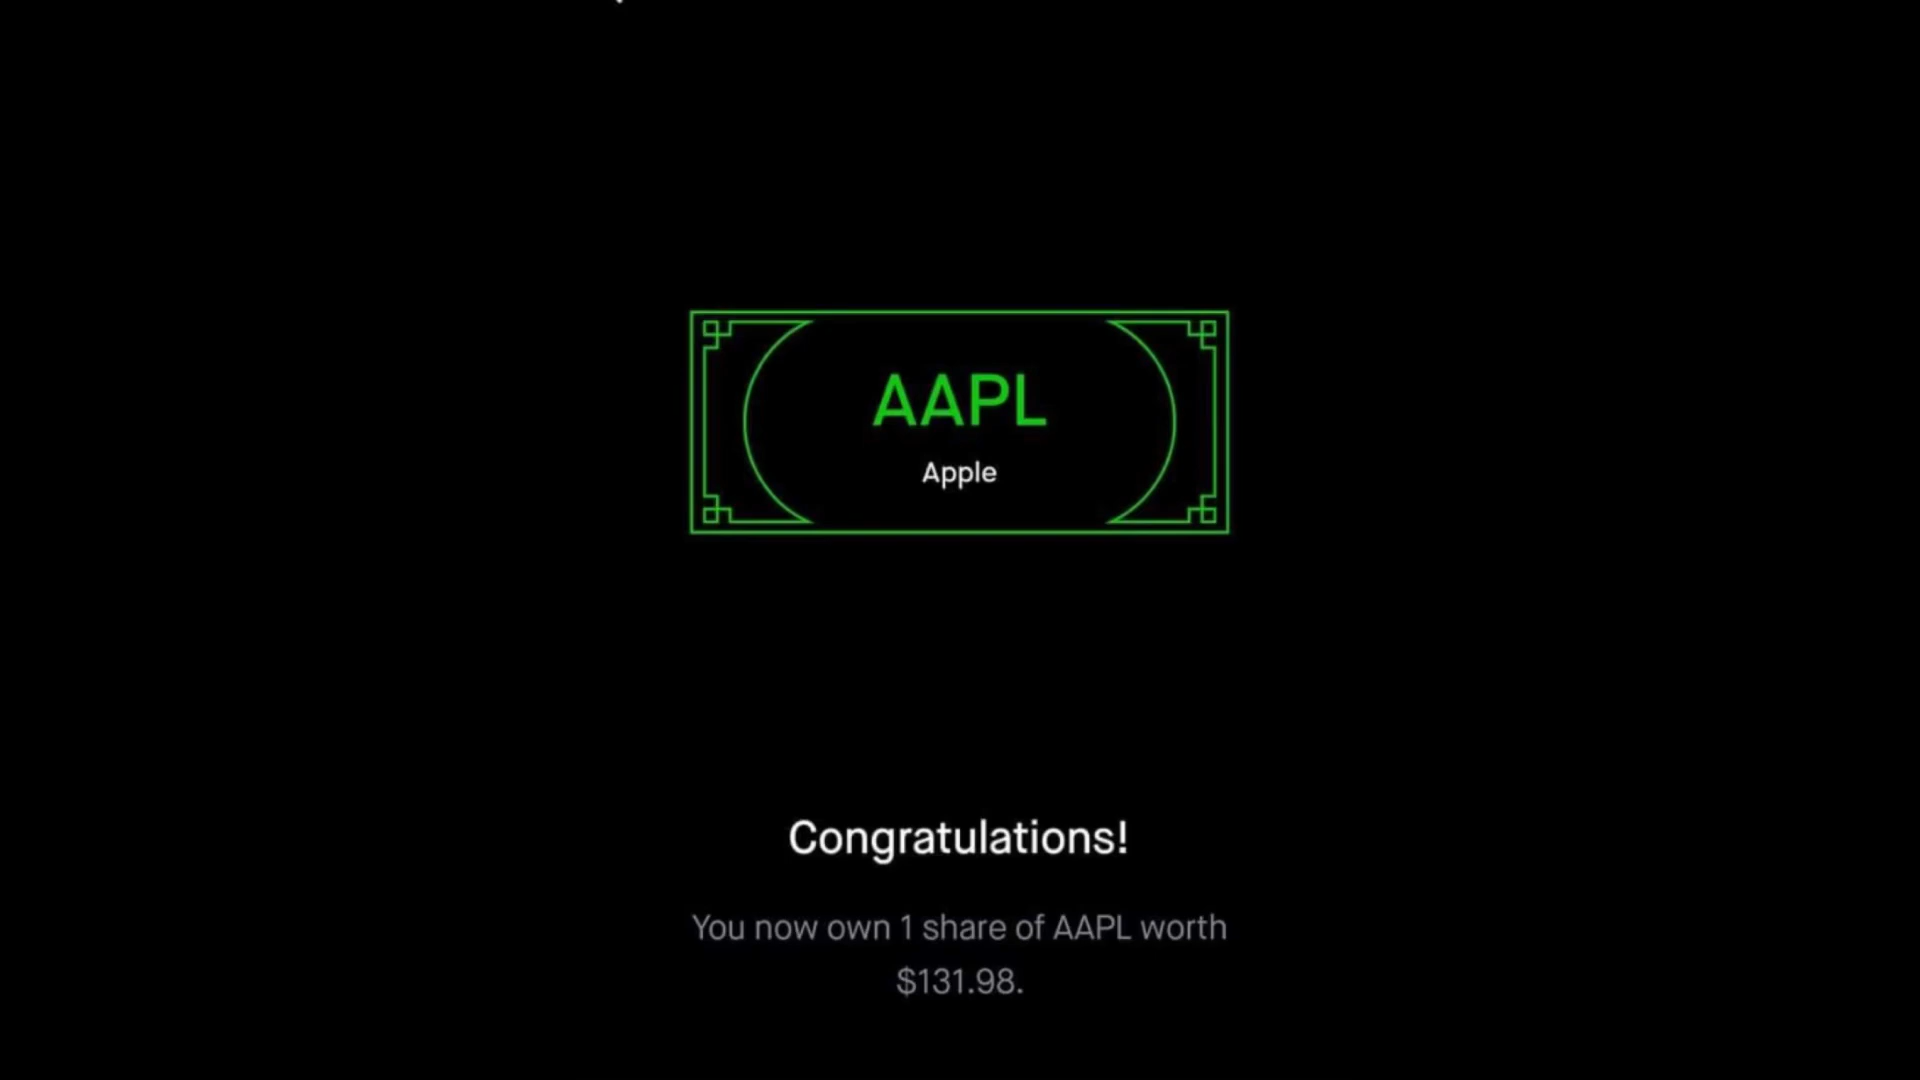 AAPL
Apple
Congratulations!
You now own 1 share of AAPL worth
$131.98.